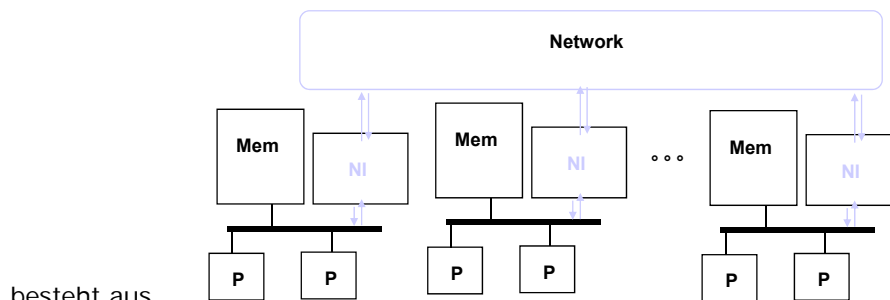 Network
Mem NI Mem NI ° ° ° Mem NI
P P P P P P
besteht aus